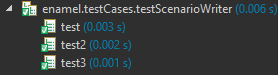 enamel.testCases.testScenarioWriter (0.006 s)
test (0.003 s)
test2 (0.002 s)
test3 (0.001 s)